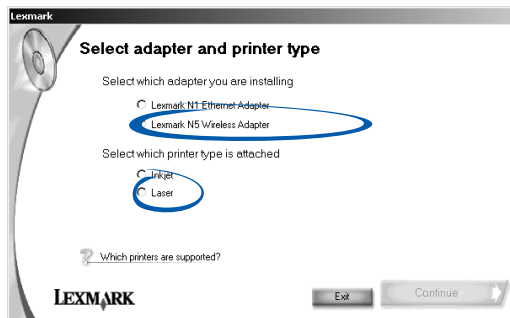 Lexmark
Select adapter and printer type
Select which adapter you are installing
Lexmark N1 Ethernet Adapter
Lexmark N5 Wireless Adapter
Select which printer type is attached
Inkjet
Laser
Which printers are supported?
LEXMARK
Exit
Continue